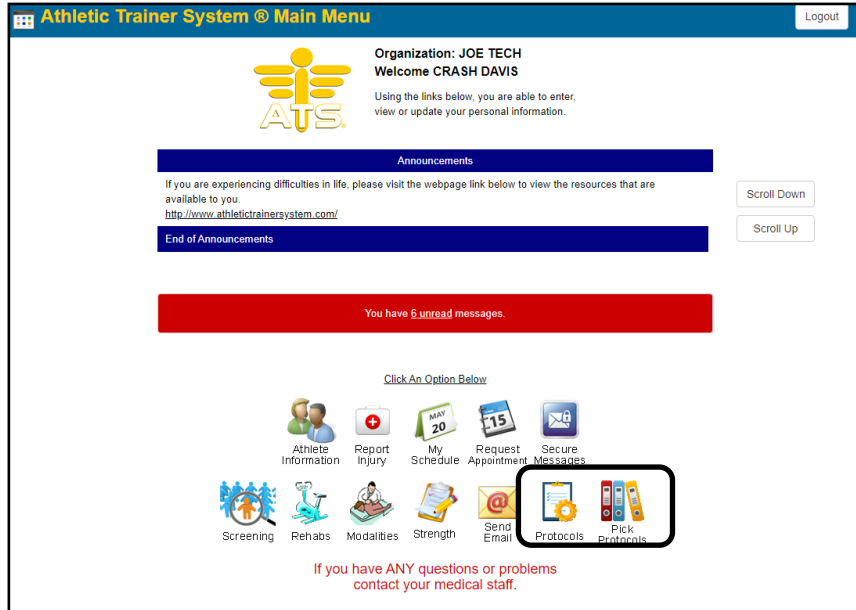 Athletic Trainer System ® Main Menu
Logout
Organization: JOE TECH
Welcome CRASH DAVIS
Using the links below, you are able to enter,
view or update your personal information.
ATS®
Announcements
If you are experiencing difficulties in life, please visit the webpage link below to view the resources that are
available to you.
http://www.athletictrainersystem.com/
End of Announcements
Scroll Down
Scroll Up
You have 6 unread messages.
Click An Option Below
MAY
20
15
Athlete
Information
Report
Injury
My
Schedule
Request
Appointment
Secure
Messages
@
Screening
Rehabs
Modalities
Strength
Send
Email
Protocols
Pick
Protocols
If you have ANY questions or problems
contact your medical staff.